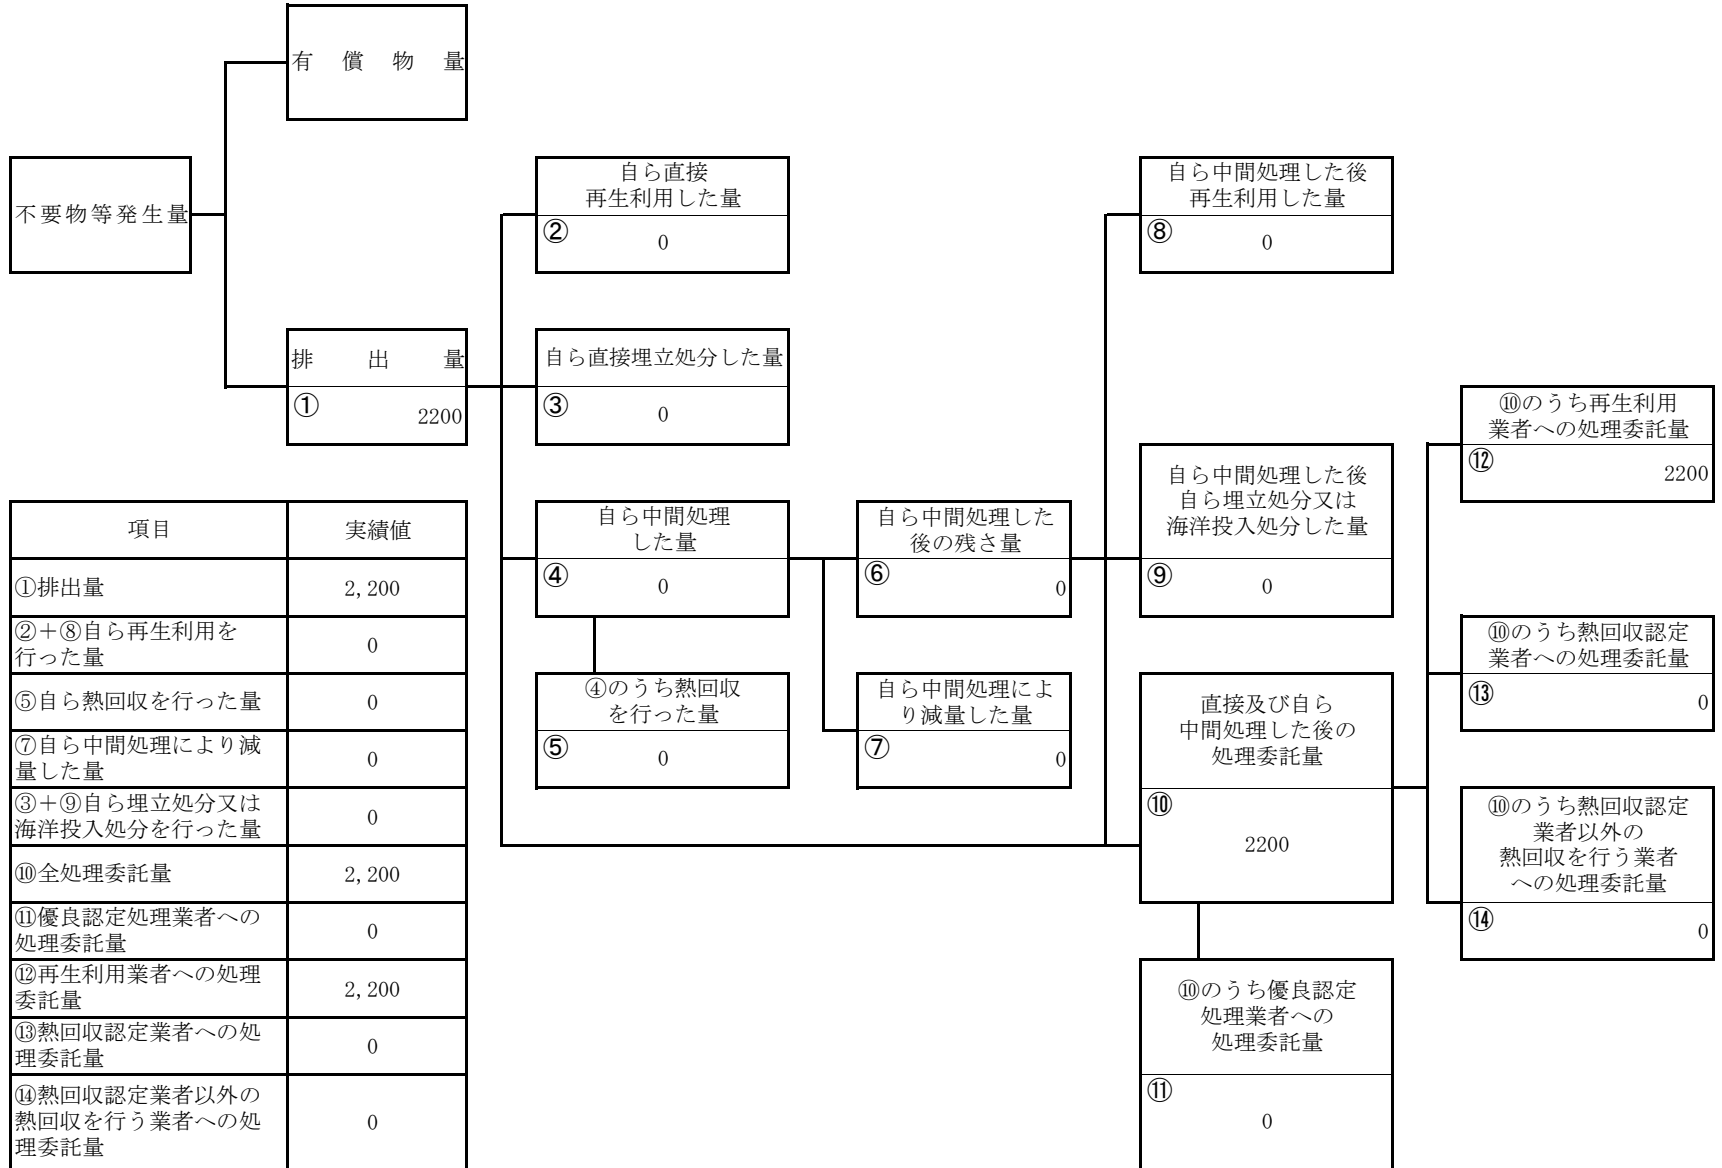 有償物量
不要物等発生量
自ら直接
再生利用した量
②
0
自ら中間処理した後
再生利用した量
⑧
0
排出量
①
2200
自ら直接埋立処分した量
③
0
⑩のうち再生利用
業者への処理委託量
⑫
2200
自ら中間処理
した量
④
0
自ら中間処理した
後の残さ量
⑥
0
自ら中間処理した後
自ら埋立処分又は
海洋投入処分した量
⑨
0
⑩のうち熱回収認定
業者への処理委託量
⑬
0
④のうち熱回収
を行った量
⑤
0
自ら中間処理によ
り減量した量
⑦
0
直接及び自ら
中間処理した後の
処理委託量
⑩
2200
⑩のうち熱回収認定
業者以外の
熱回収を行う業者
への処理委託量
⑭
0
⑩のうち優良認定
処理業者への
処理委託量
⑪
0
項目 実績値
①排出量 2,200
②＋⑧自ら再生利用を
行った量 0
⑤自ら熱回収を行った量 0
⑦自ら中間処理により減
量した量 0
③＋⑨自ら埋立処分又は
海洋投入処分を行った量 0
⑩全処理委託量 2,200
⑪優良認定処理業者への
処理委託量 0
⑫再生利用業者への処理
委託量 2,200
⑬熱回収認定業者への処
理委託量 0
⑭熱回収認定業者以外の
熱回収を行う業者への処
理委託量 0